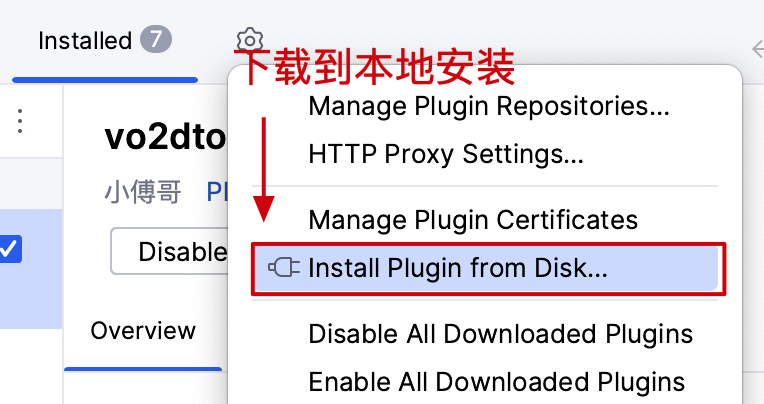 Installed 7
下载到本地安装
Manage Plugin Repositories...
vo2dto
HTTP Proxy Settings...
小傅哥
Manage Plugin Certificates
Disable
Install Plugin from Disk...
Overview
Disable All Downloaded Plugins
Enable All Downloaded Plugins